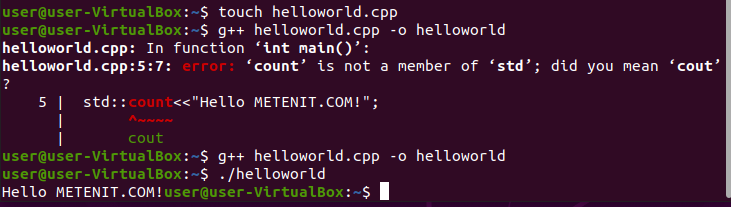 user@user-VirtualBox:~$ touch helloworld.cpp
user@user-VirtualBox:~$ g++ helloworld.cpp -o helloworld
helloworld.cpp: In function ‘int main()’:
helloworld.cpp:5:7: error: ‘count’ is not a member of ‘std’; did you mean ‘cout’
?
    5 |  std::count<<"Hello METENIT.COM!";
      |       ^~~~~
      |       cout
user@user-VirtualBox:~$ g++ helloworld.cpp -o helloworld
user@user-VirtualBox:~$ ./helloworld
Hello METENIT.COM!user@user-VirtualBox:~$